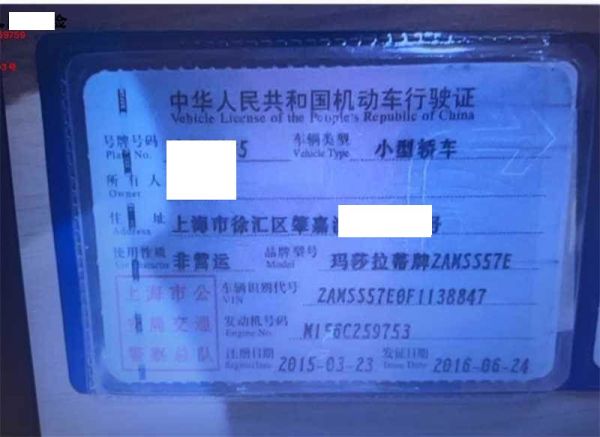 金
59759
3号
中华人民共和国机动车行驶证
Vehicle License of the People's Republic of China
号牌号码 5 车辆类型 小型轿车
Plate No. Vehicle Type
所有人
Owner
住址 上海市徐汇区肇嘉 号
Address
使用性质 非营运 品牌型号 玛莎拉蒂牌ZAMSS57E
Use Character Model
上海市公 车辆识别代号 ZAMSS57E0F1138847
VIN
安局交通 发动机号码 M156C259753
Engine No.
警察总队 注册日期 2015-03-23 发证日期 2016-06-24
Register Date Issue Date